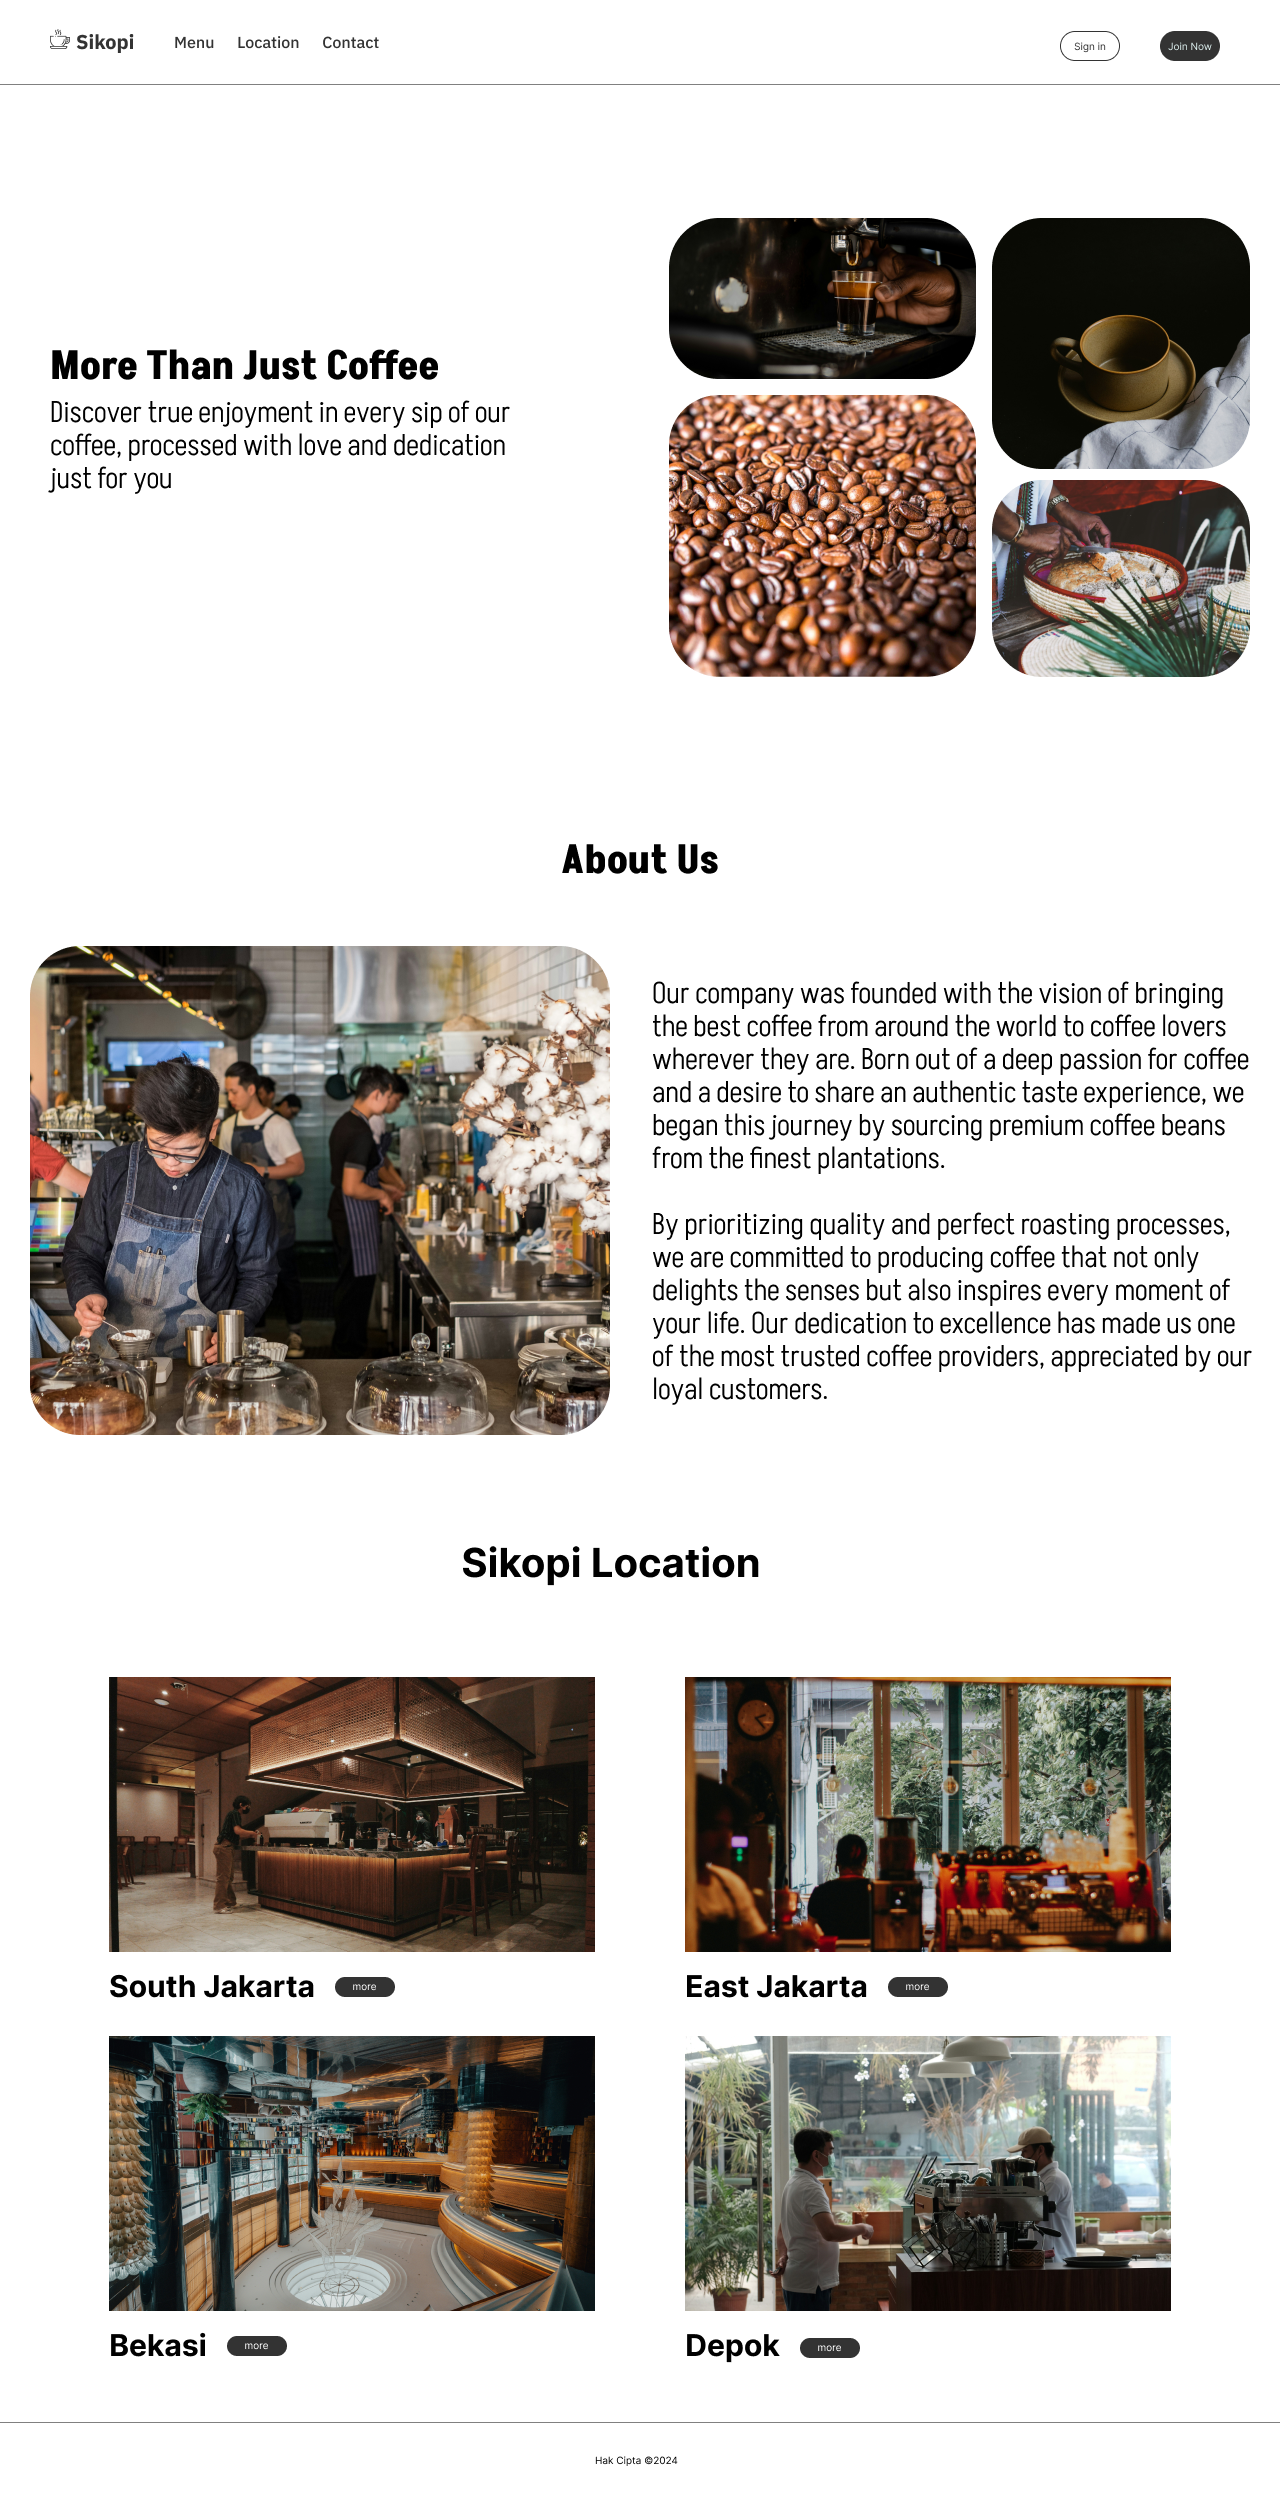 Sikopi
Menu
Location
Contact
Sign in
Join Now
More Than Just Coffee
Discover true enjoyment in every sip of our
coffee, processed with love and dedication
just for you
About Us
Our company was founded with the vision of bringing
the best coffee from around the world to coffee lovers
wherever they are. Born out of a deep passion for coffee
and a desire to share an authentic taste experience, we
began this journey by sourcing premium coffee beans
from the finest plantations.
By prioritizing quality and perfect roasting processes,
we are committed to producing coffee that not only
delights the senses but also inspires every moment of
your life. Our dedication to excellence has made us one
of the most trusted coffee providers, appreciated by our
loyal customers.
Sikopi Location
South Jakarta
more
East Jakarta
more
Bekasi
more
Depok
more
Hak Cipta ©2024